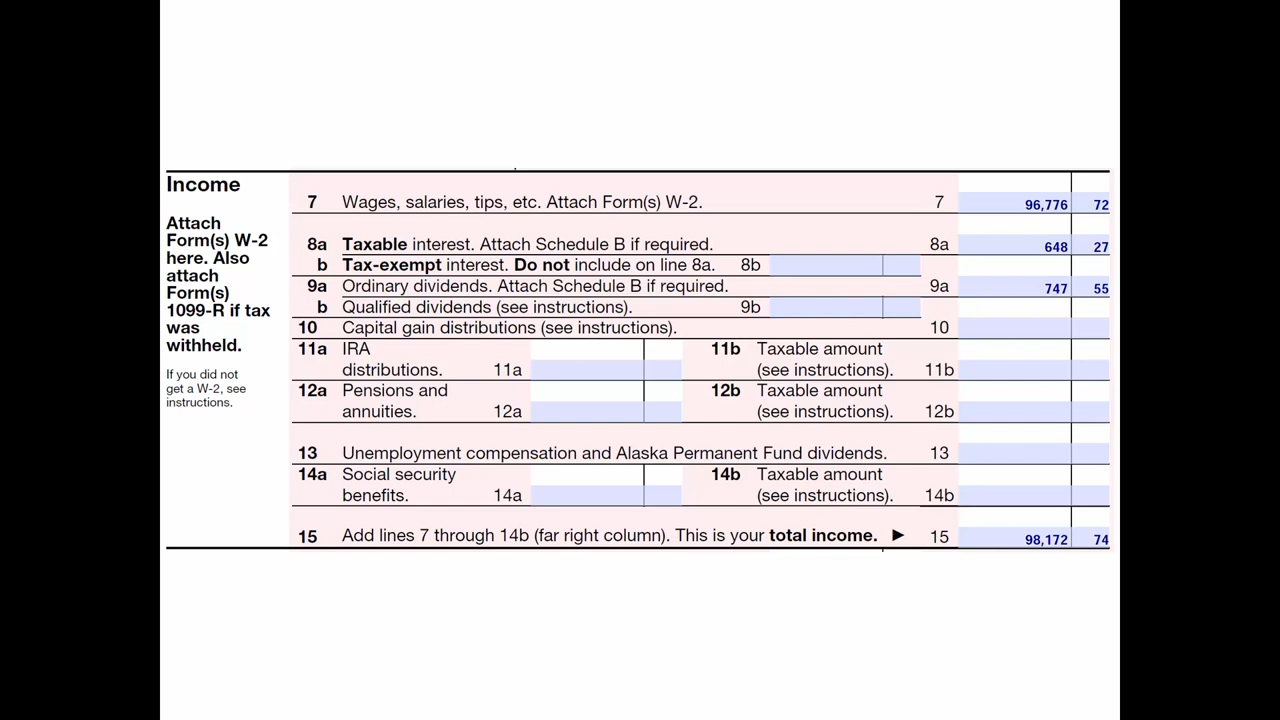 Income
Attach
Form(s) W-2
here. Also
attach
Form(s)
1099-R if tax
was
withheld.
If you did not
get a W-2, see
instructions.
7 Wages, salaries, tips, etc. Attach Form(s) W-2. 7 96,776 72
8a Taxable interest. Attach Schedule B if required. 8a 648 27
b Tax-exempt interest. Do not include on line 8a. 8b
9a Ordinary dividends. Attach Schedule B if required. 9a 747 55
b Qualified dividends (see instructions). 9b
10 Capital gain distributions (see instructions). 10
11a IRA 11b Taxable amount
distributions. 11a (see instructions). 11b
12a Pensions and 12b Taxable amount
annuities. 12a (see instructions). 12b
13 Unemployment compensation and Alaska Permanent Fund dividends. 13
14a Social security 14b Taxable amount
benefits. 14a (see instructions). 14b
15 Add lines 7 through 14b (far right column). This is your total income. ► 15 98,172 74